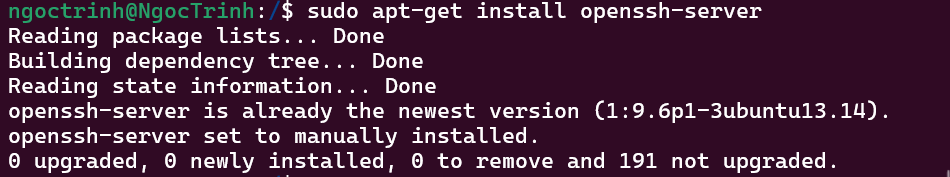 ngoctrinh@NgocTrinh:/$ sudo apt-get install openssh-server
Reading package lists... Done
Building dependency tree... Done
Reading state information... Done
openssh-server is already the newest version (1:9.6p1-3ubuntu13.14).
openssh-server set to manually installed.
0 upgraded, 0 newly installed, 0 to remove and 191 not upgraded.